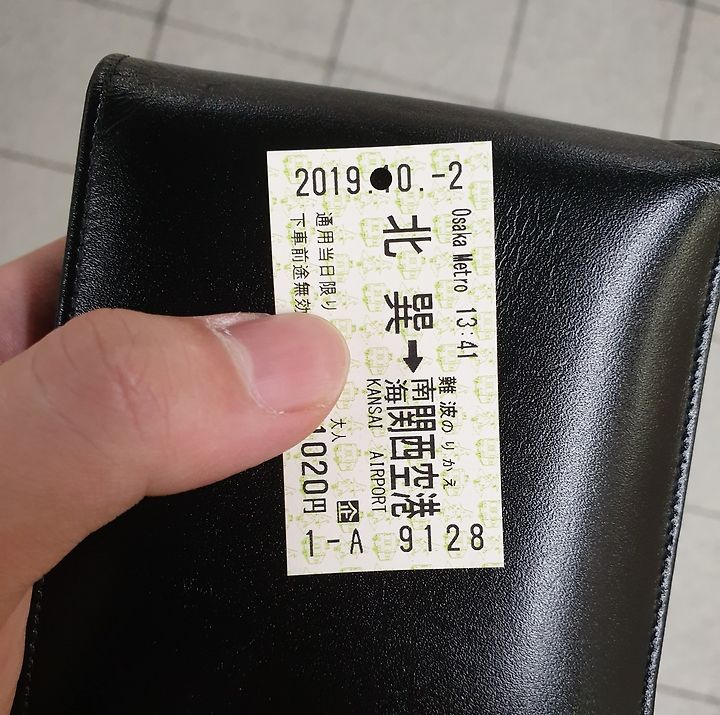 2019.10.-2
Osaka Metro 13:41
北巽➡
難波のりかえ
南海関西空港
KANSAI AIRPORT
通用当日限り
下車前途無効
大人
1020円
企
1-A 9128